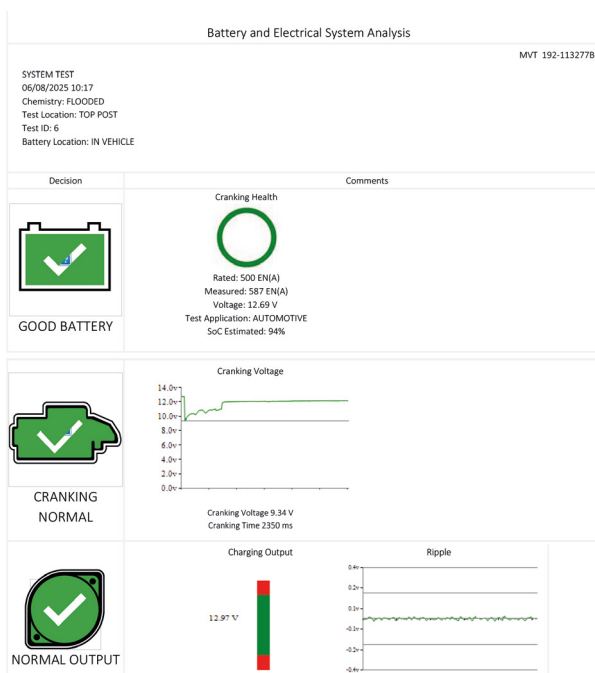 Battery and Electrical System Analysis
MVT 192-113277B
SYSTEM TEST
06/08/2025 10:17
Chemistry: FLOODED
Test Location: TOP POST
Test ID: 6
Battery Location: IN VEHICLE
Decision
Comments
GOOD BATTERY
Cranking Health
Rated: 500 EN(A)
Measured: 587 EN(A)
Voltage: 12.69 V
Test Application: AUTOMOTIVE
SoC Estimated: 94%
CRANKING
NORMAL
Cranking Voltage
14.0v
12.0v
10.0v
8.0v
6.0v
4.0v
2.0v
0.0v
Cranking Voltage 9.34 V
Cranking Time 2350 ms
NORMAL OUTPUT
Charging Output
12.97 V
Ripple
0.4v
0.2v
0.1v
-0.1v
-0.2v
-0.4v